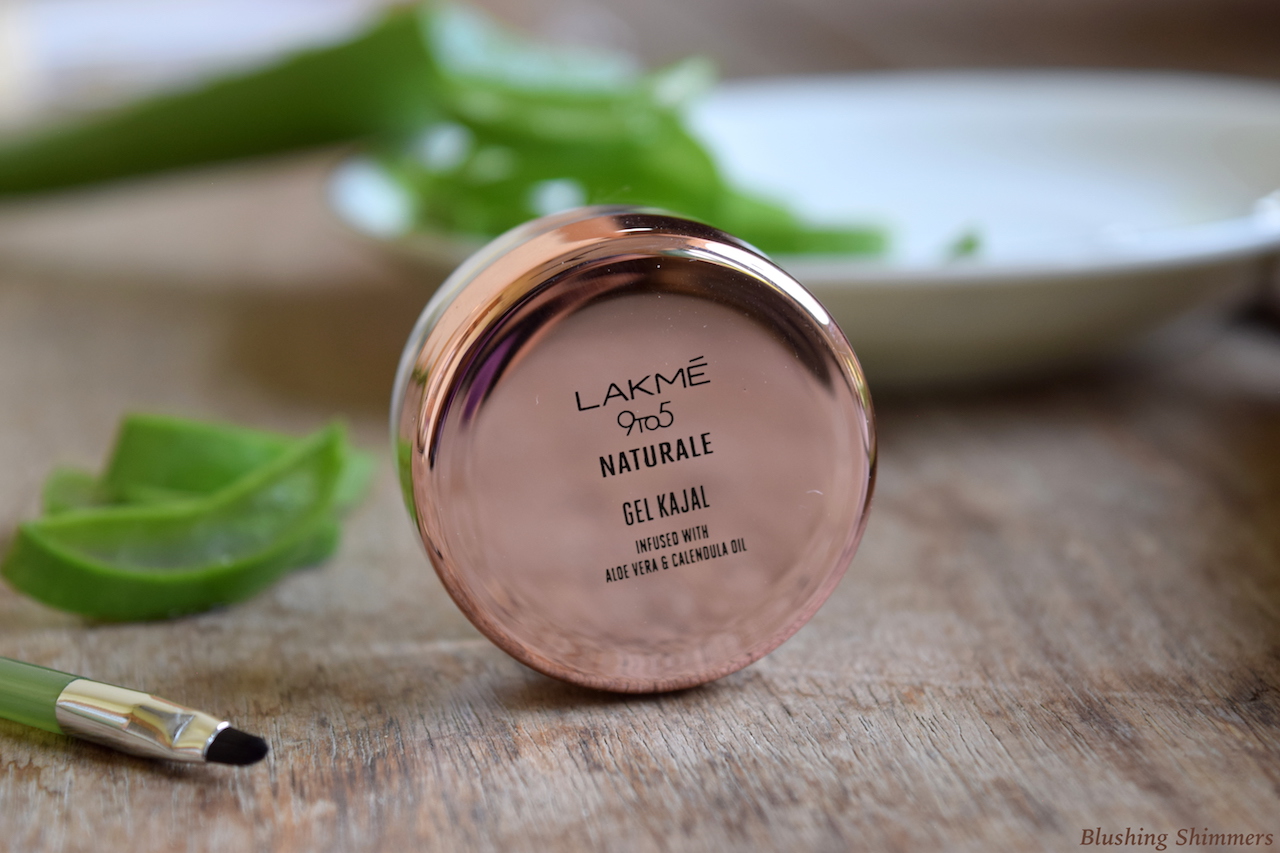 LAKMÉ
9TO5
NATURALE
GEL KAJAL
INFUSED WITH
ALOE VERA & CALENDULA OIL
Blushing Shimmers